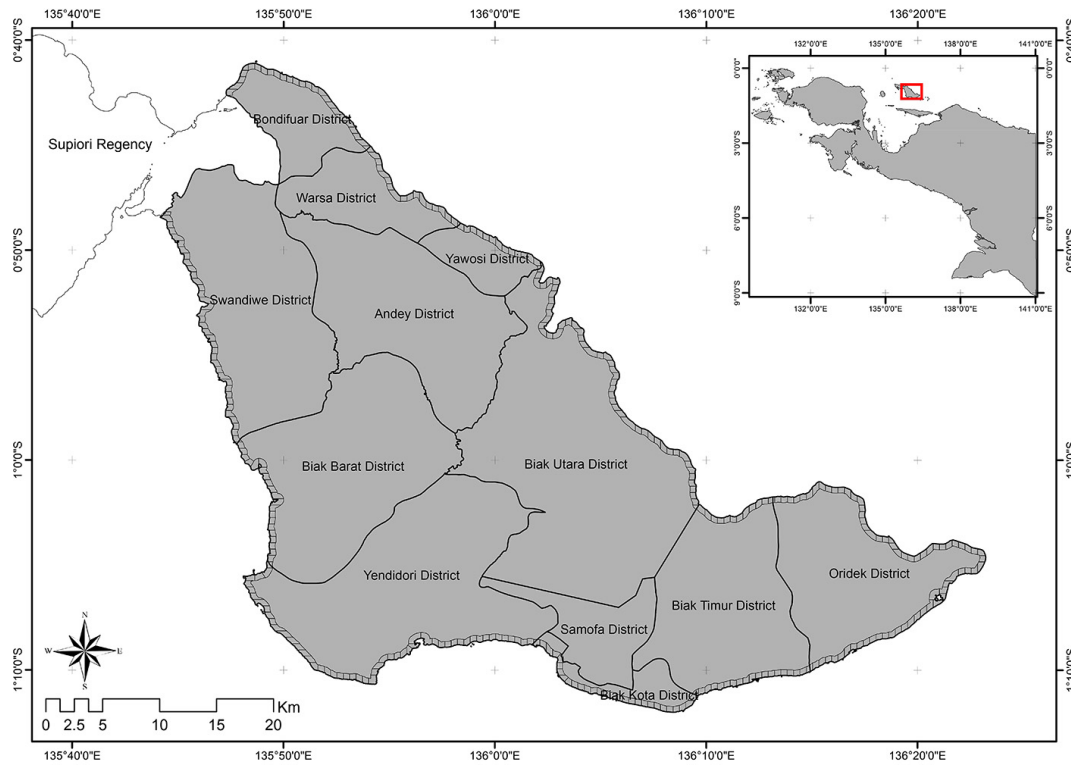 135°40'0"E 135°50'0"E 136°0'0"E 136°10'0"E 136°20'0"E
0°40'0"S
0°40'0"S
132°0'0"E 135°0'0"E 138°0'0"E 141°0'0"E
0°0'0"
0°0'0"
3°0'0"S
3°0'0"S
6°0'0"S
6°0'0"S
9°0'0"S
9°0'0"S
132°0'0"E 135°0'0"E 138°0'0"E 141°0'0"E
Bondifuar District
Supiori Regency
Warsa District
0°50'0"S
0°50'0"S
Yawosi District
Swandiwe District
Andey District
1°0'0"S
1°0'0"S
Biak Barat District
Biak Utara District
Yendidori District
Oridek District
Biak Timur District
Samofa District
N
W E
S
1°10'0"S
1°10'0"S
Biak Kota District
Km
0 2.5 5 10 15 20
135°40'0"E 135°50'0"E 136°0'0"E 136°10'0"E 136°20'0"E